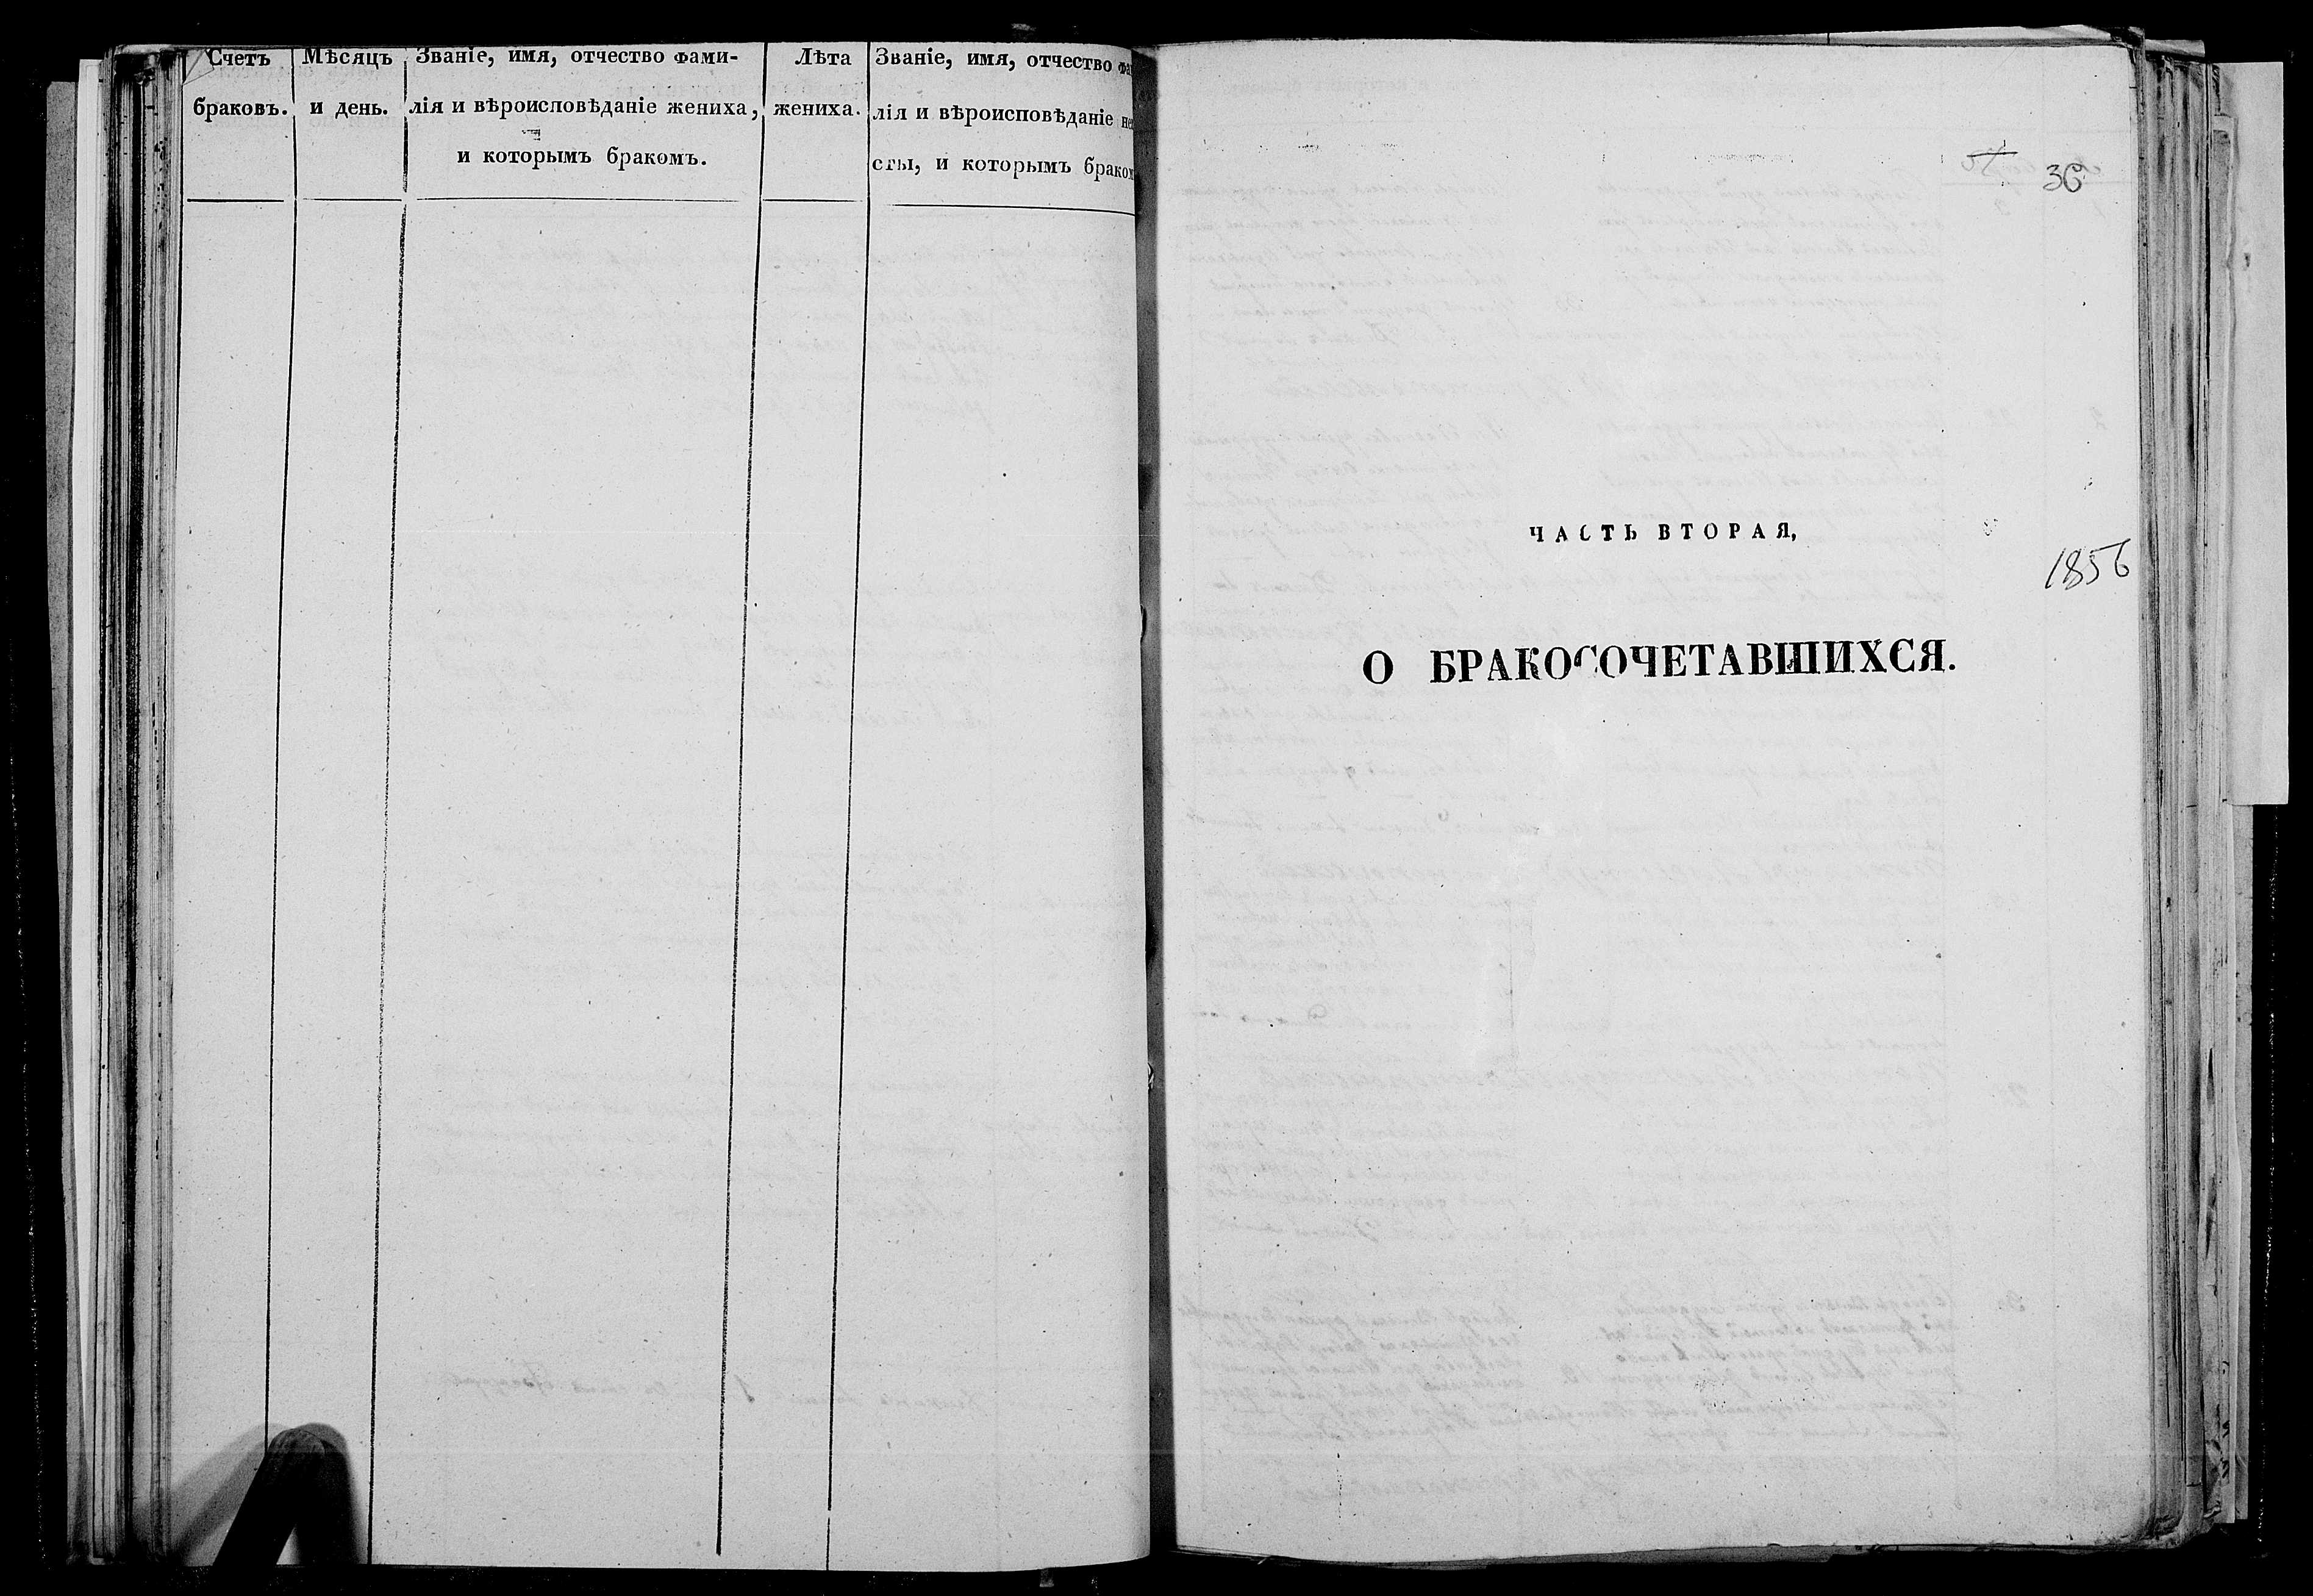 Счетъ
браковъ.
Мѣсяцъ
и день.
Званіе, имя, отчество фами-
лія и вѣроисповѣданіе жениха,
и которымъ бракомъ.
Лѣта
жениха.
Званіе, имя, отчество фа
лія и вѣроисповѣданіе не
сты, и которымъ браком
36
ЧАСТЬ ВТОРАЯ,
1856
О БРАКОСОЧЕТАВШИХСЯ.